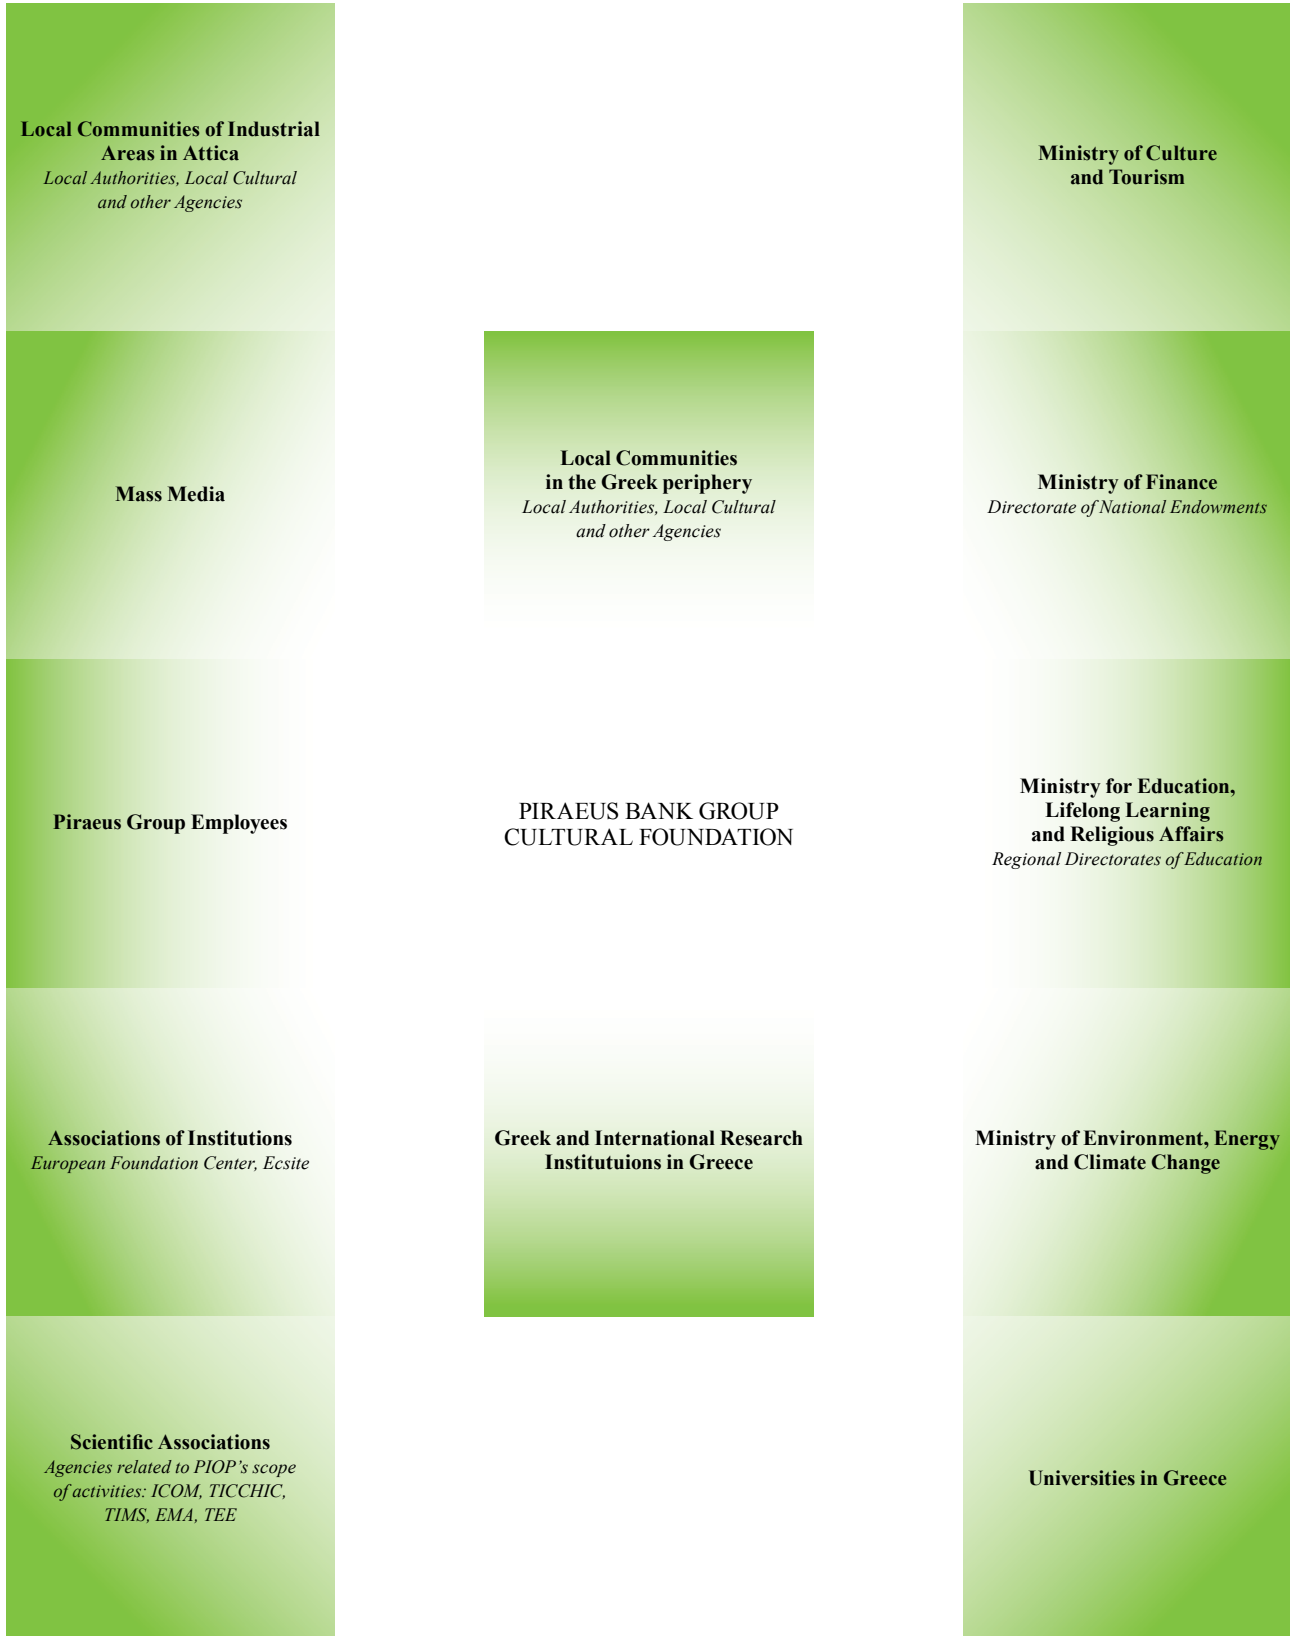 Local Communities of Industrial
Areas in Attica
Local Authorities, Local Cultural
and other Agencies
Ministry of Culture
and Tourism
Mass Media
Local Communities
in the Greek periphery
Local Authorities, Local Cultural
and other Agencies
Ministry of Finance
Directorate of National Endowments
Piraeus Group Employees
PIRAEUS BANK GROUP
CULTURAL FOUNDATION
Ministry for Education,
Lifelong Learning
and Religious Affairs
Regional Directorates of Education
Associations of Institutions
European Foundation Center, Ecsite
Greek and International Research
Institutuions in Greece
Ministry of Environment, Energy
and Climate Change
Scientific Associations
Agencies related to PIOP's scope
of activities: ICOM, TICCHIC,
TIMS, EMA, TEE
Universities in Greece